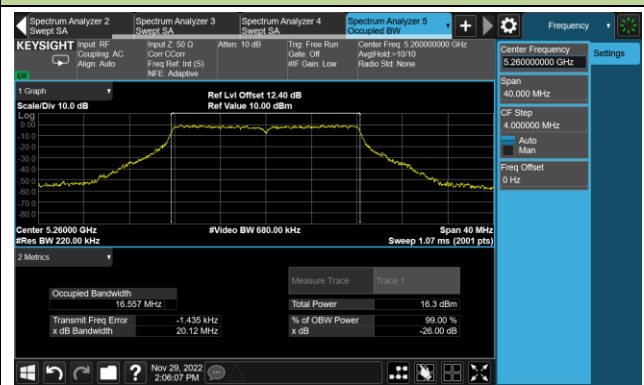 Spectrum Analyzer 2
Swept SA
Spectrum Analyzer 3
Swept SA
Spectrum Analyzer 4
Swept SA
Spectrum Analyzer 5
Occupied BW
Frequency
KEYSIGHT
Input: RF
Coupling: AC
Align: Auto
Input Z: 50 Ω
Corr CCorr
Freq Ref: Int (S)
NFE: Adaptive
Atten: 10 dB
Trig: Free Run
Gate: Off
#IF Gain: Low
Center Freq: 5.260000000 GHz
Avg|Hold:>10/10
Radio Std: None
Center Frequency
5.260000000 GHz
Settings
Span
40.000 MHz
CF Step
4.000000 MHz
Auto
Man
Freq Offset
0 Hz
1 Graph
Scale/Div 10.0 dB
Ref Lvl Offset 12.40 dB
Ref Value 10.00 dBm
Log
0.00
-10.0
-20.0
-30.0
-40.0
-50.0
-60.0
-70.0
-80.0
Center 5.26000 GHz
#Video BW 680.00 kHz
Span 40 MHz
#Res BW 220.00 kHz
Sweep 1.07 ms (2001 pts)
2 Metrics
Measure Trace
Trace 1
Occupied Bandwidth
16.557 MHz
Total Power
16.3 dBm
Transmit Freq Error
-1.435 kHz
% of OBW Power
99.00 %
x dB Bandwidth
20.12 MHz
x dB
-26.00 dB
?
Nov 29, 2022
2:06:07 PM